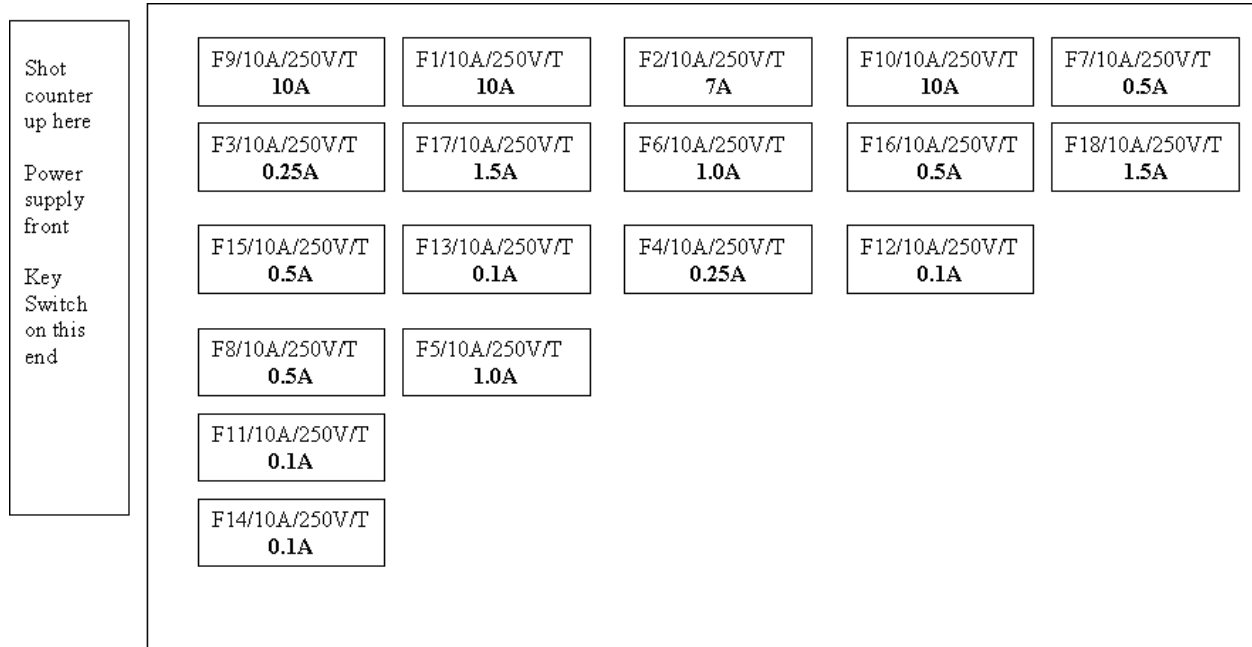 Shot
counter
up here
Power
supply
front
Key
Switch
on this
end
F9/10A/250V/T
10A
F1/10A/250V/T
10A
F2/10A/250V/T
7A
F10/10A/250V/T
10A
F7/10A/250V/T
0.5A
F3/10A/250V/T
0.25A
F17/10A/250V/T
1.5A
F6/10A/250V/T
1.0A
F16/10A/250V/T
0.5A
F18/10A/250V/T
1.5A
F15/10A/250V/T
0.5A
F13/10A/250V/T
0.1A
F4/10A/250V/T
0.25A
F12/10A/250V/T
0.1A
F8/10A/250V/T
0.5A
F5/10A/250V/T
1.0A
F11/10A/250V/T
0.1A
F14/10A/250V/T
0.1A